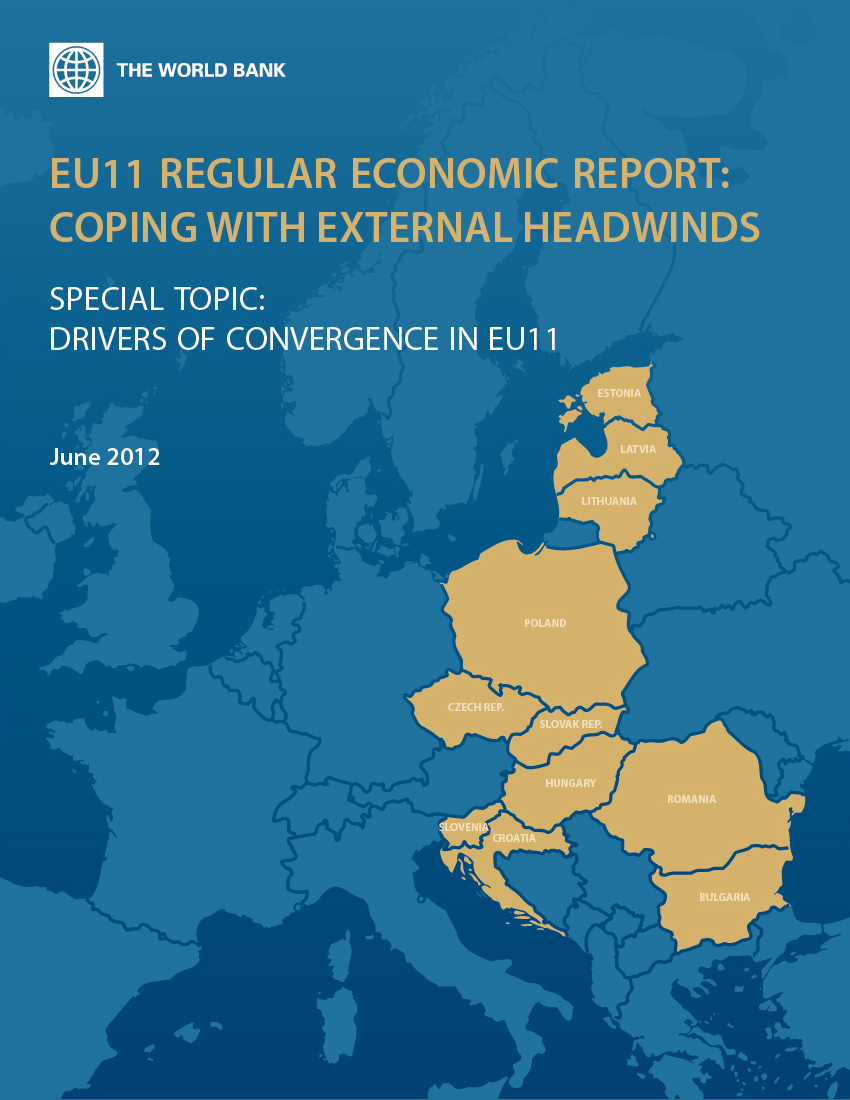 THE WORLD BANK
EU11 REGULAR ECONOMIC REPORT:
COPING WITH EXTERNAL HEADWINDS
SPECIAL TOPIC:
DRIVERS OF CONVERGENCE IN EU11
June 2012
ESTONIA
LATVIA
LITHUANIA
POLAND
CZECH REP.
SLOVAK REP.
HUNGARY
ROMANIA
SLOVENIA
CROATIA
BULGARIA